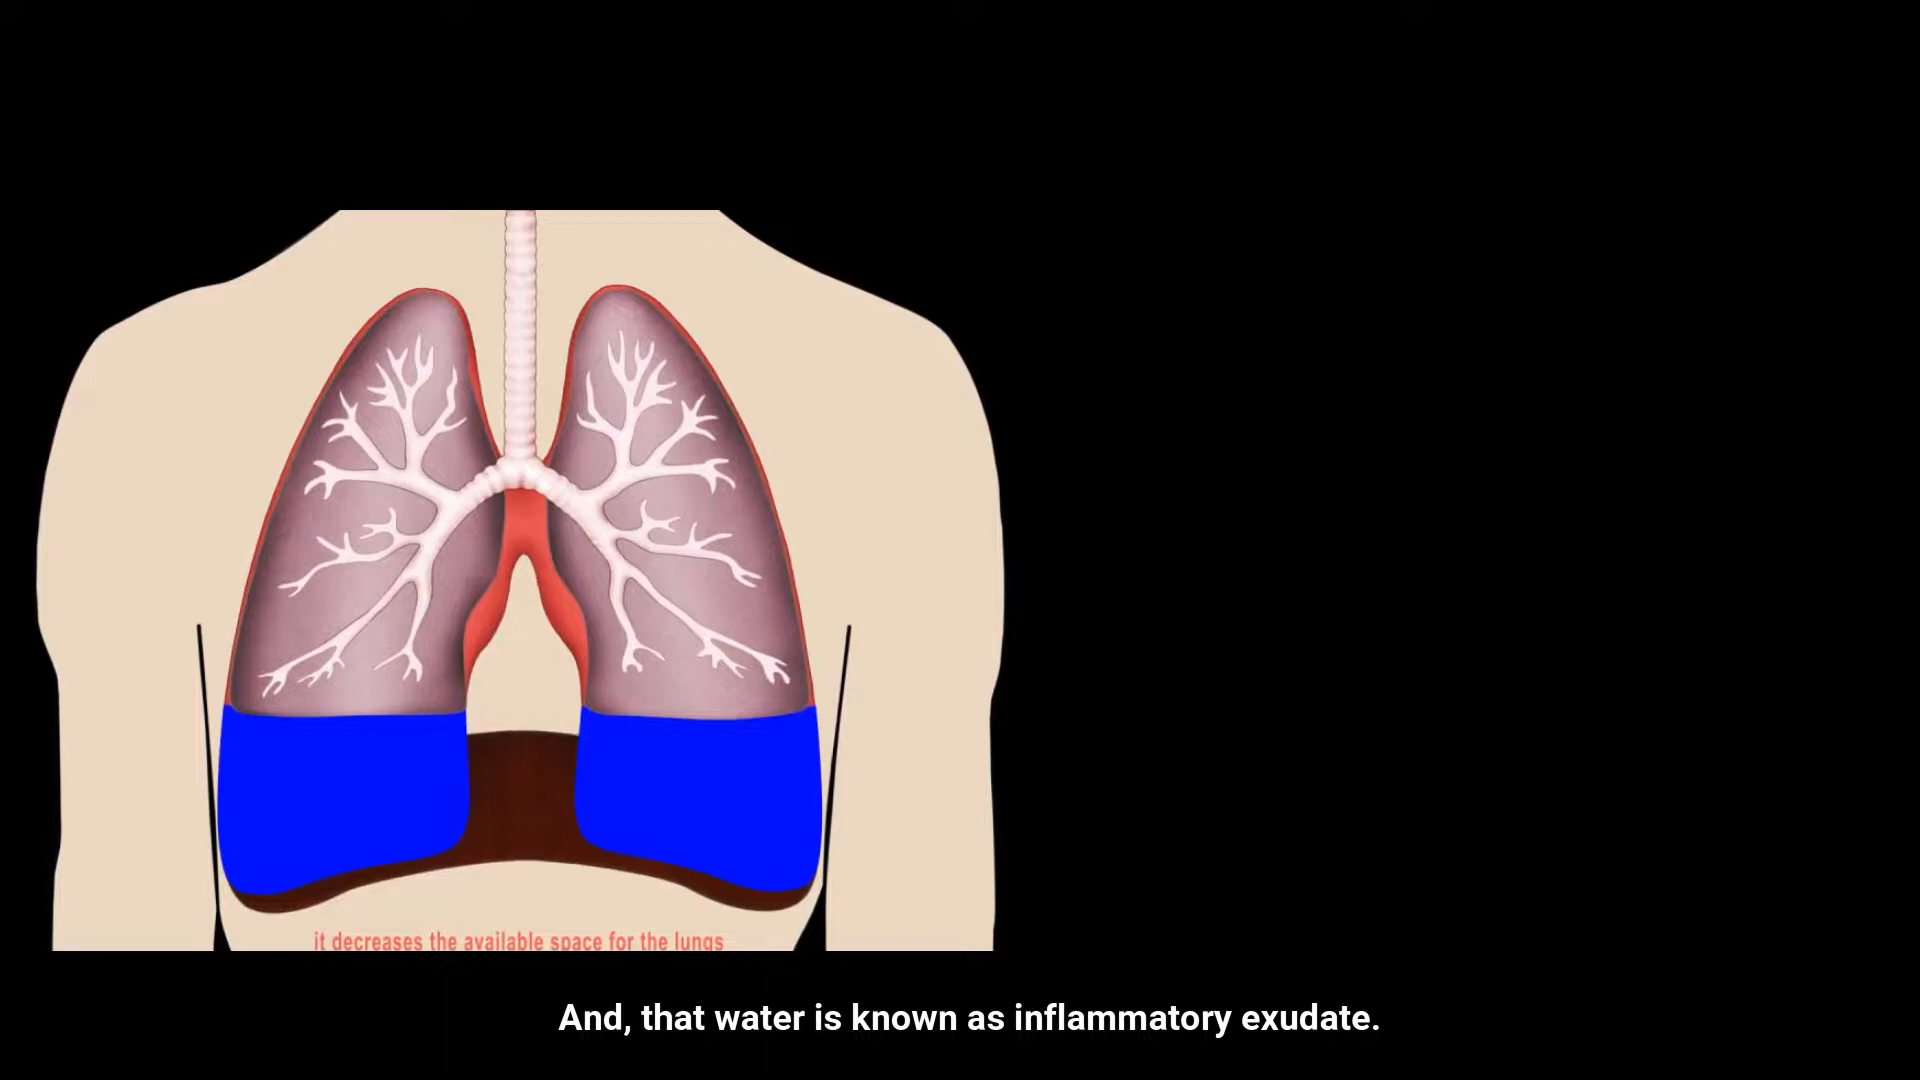 it decreases the available space for the lungs
And, that water is known as inflammatory exudate.